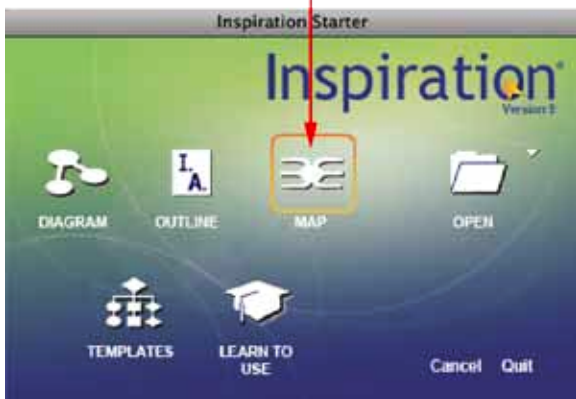 Inspiration Starter
Inspiration®
Version 9
I.
A.
DIAGRAM
OUTLINE
MAP
OPEN
TEMPLATES
LEARN TO
USE
Cancel
Quit